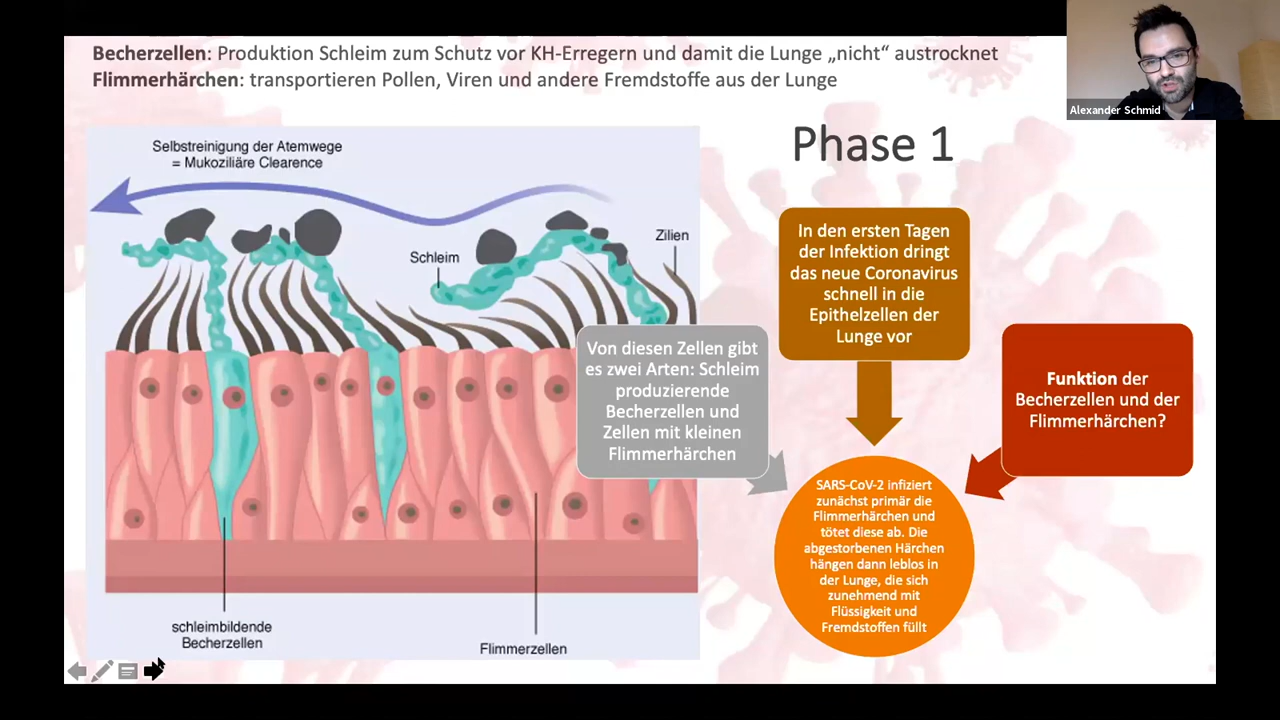 Becherzellen: Produktion Schleim zum Schutz vor KH-Erregern und damit die Lunge „nicht“ austrocknet
Flimmerhärchen: transportieren Pollen, Viren und andere Fremdstoffe aus der Lunge
Alexander Schmid
Phase 1
Selbstreinigung der Atemwege
= Mukoziliäre Clearence
Schleim
Zilien
In den ersten Tagen
der Infektion dringt
das neue Coronavirus
schnell in die
Epithelzellen der
Lunge vor
Von diesen Zellen gibt
es zwei Arten: Schleim
produzierende
Becherzellen und
Zellen mit kleinen
Flimmerhärchen
Funktion der
Becherzellen und der
Flimmerhärchen?
SARS-CoV-2 infiziert
zunächst primär die
Flimmerhärchen und
tötet diese ab. Die
abgestorbenen Härchen
hängen dann leblos in
der Lunge, die sich
zunehmend mit
Flüssigkeit und
Fremdstoffen füllt
schleimbildende
Becherzellen
Flimmerzellen